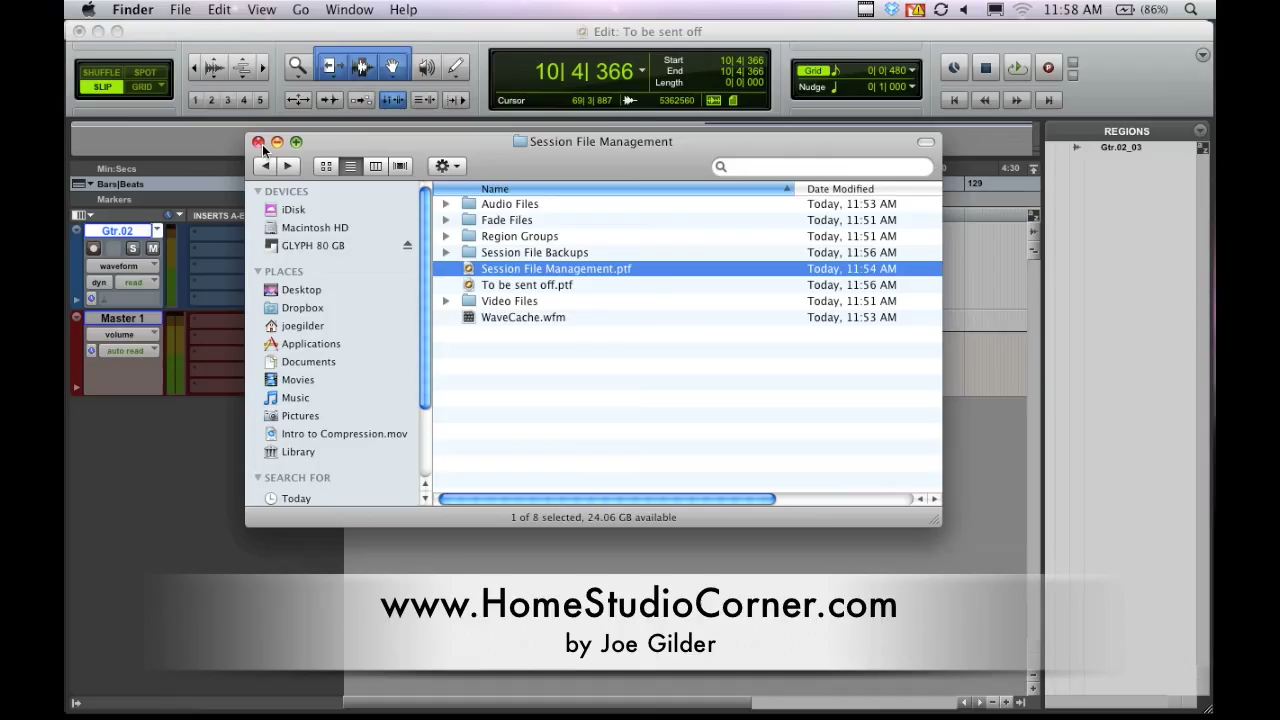 Finder File Edit View Go Window Help 11:58 AM (86%)
Edit: To be sent off
SHUFFLE SPOT
SLIP GRID
1 2 3 4 5
10| 4| 366
Start 10| 4| 366
End 10| 4| 366
Length 0| 0| 000
Cursor 69| 3| 887 5362560
Grid 0| 0| 480
Nudge 0| 1| 000
Session File Management
REGIONS
Gtr.02_03
Min:Secs 4:30
Bars|Beats 129
Markers
INSERTS A-E
Gtr.02
S M
waveform
dyn read
Master 1
volume
auto read
DEVICES
iDisk
Macintosh HD
GLYPH 80 GB
PLACES
Desktop
Dropbox
joegilder
Applications
Documents
Movies
Music
Pictures
Intro to Compression.mov
Library
SEARCH FOR
Today
Name Date Modified
Audio Files Today, 11:53 AM
Fade Files Today, 11:51 AM
Region Groups Today, 11:51 AM
Session File Backups Today, 11:56 AM
Session File Management.ptf Today, 11:54 AM
To be sent off.ptf Today, 11:56 AM
Video Files Today, 11:51 AM
WaveCache.wfm Today, 11:53 AM
1 of 8 selected, 24.06 GB available
www.HomeStudioCorner.com
by Joe Gilder